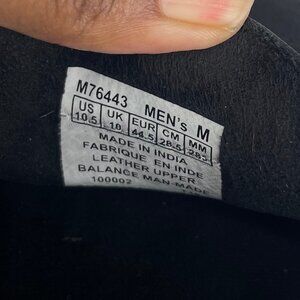 M76443 MEN's M
US UK EUR CM MM
10.5 10 44.5 28.5 285
MADE IN INDIA
FABRIQUE EN INDE
LEATHER UPPER
BALANCE MAN-MADE
100002